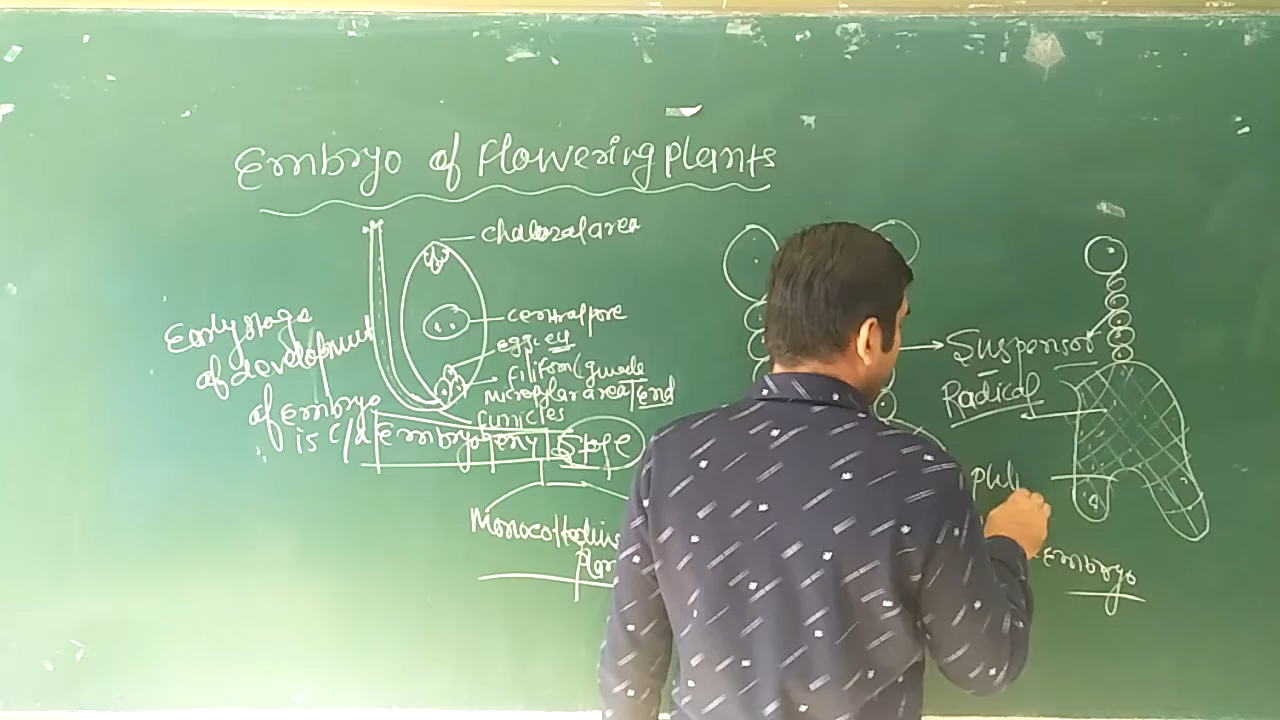 Embryo of Flowering Plants
chalazal area
central pore
egg cell
filiform guide
micropylar area/end
funicles
Early stage
of development
of Embryo
is c/d Embryogeny
Suspensor
Radical
Embryo